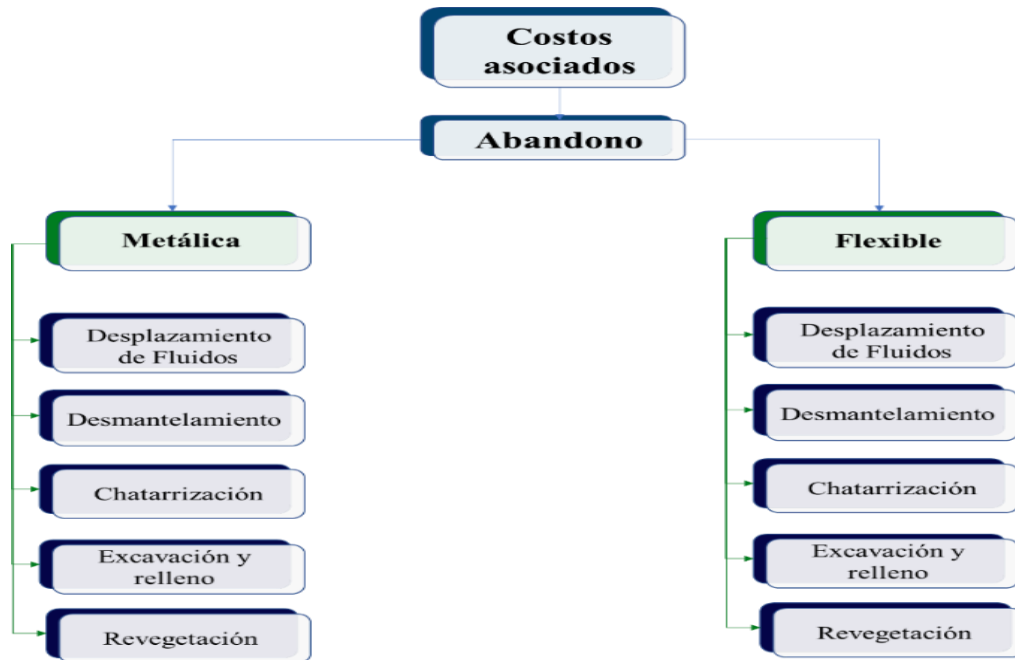 Costos
asociados
Abandono
Metálica
Desplazamiento
de Fluidos
Desmantelamiento
Chatarrización
Excavación y
relleno
Revegetación
Flexible
Desplazamiento
de Fluidos
Desmantelamiento
Chatarrización
Excavación y
relleno
Revegetación